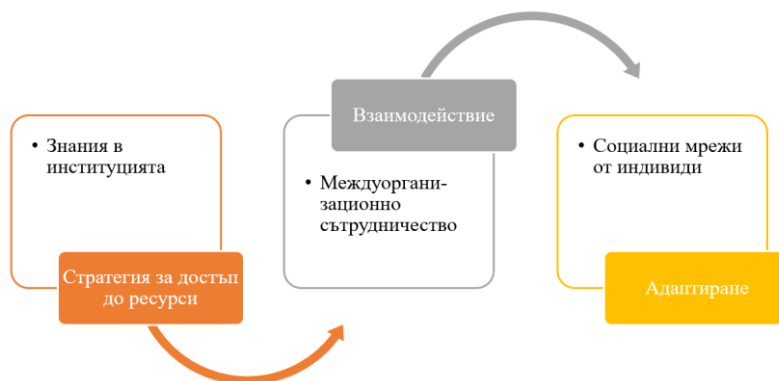 • Знания в
институцията
Стратегия за достъп
до ресурси
Взаимодействие
• Междуоргани-
зационно
сътрудничество
• Социални мрежи
от индивиди
Адаптиране